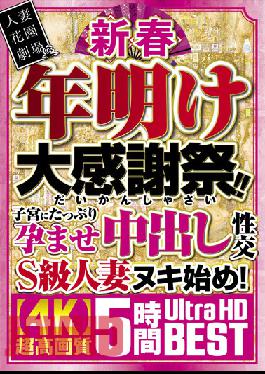 人妻花園劇場
新春
年明け
大感謝祭!!
だいかんしゃさい
子宮にたっぷり
孕ませ中出し性交
S級人妻ヌキ始め!
【4K】5時間 Ultra HD
超高画質 BEST